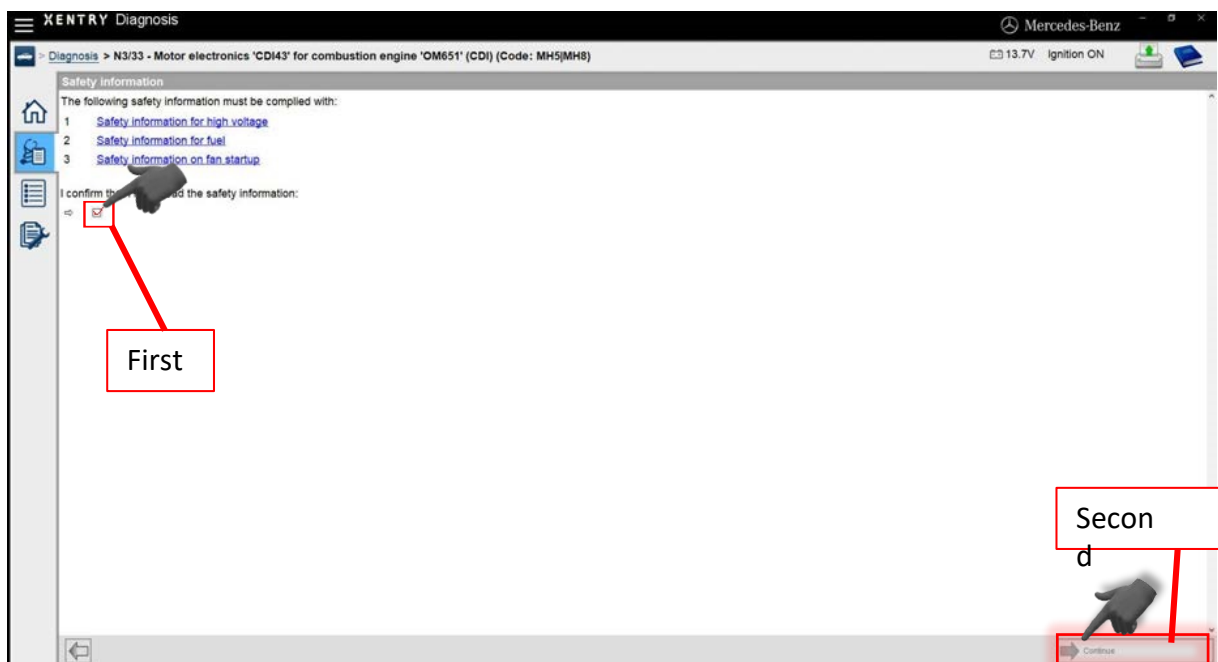 XENTRY Diagnosis
Mercedes-Benz
> Diagnosis > N3/33 - Motor electronics 'CDI43' for combustion engine 'OM651' (CDI) (Code: MH5|MH8)
13.7V Ignition ON
Safety information
The following safety information must be complied with:
1 Safety information for high voltage
2 Safety information for fuel
3 Safety information on fan startup
I confirm the safety information:
First
Secon
d
Continue